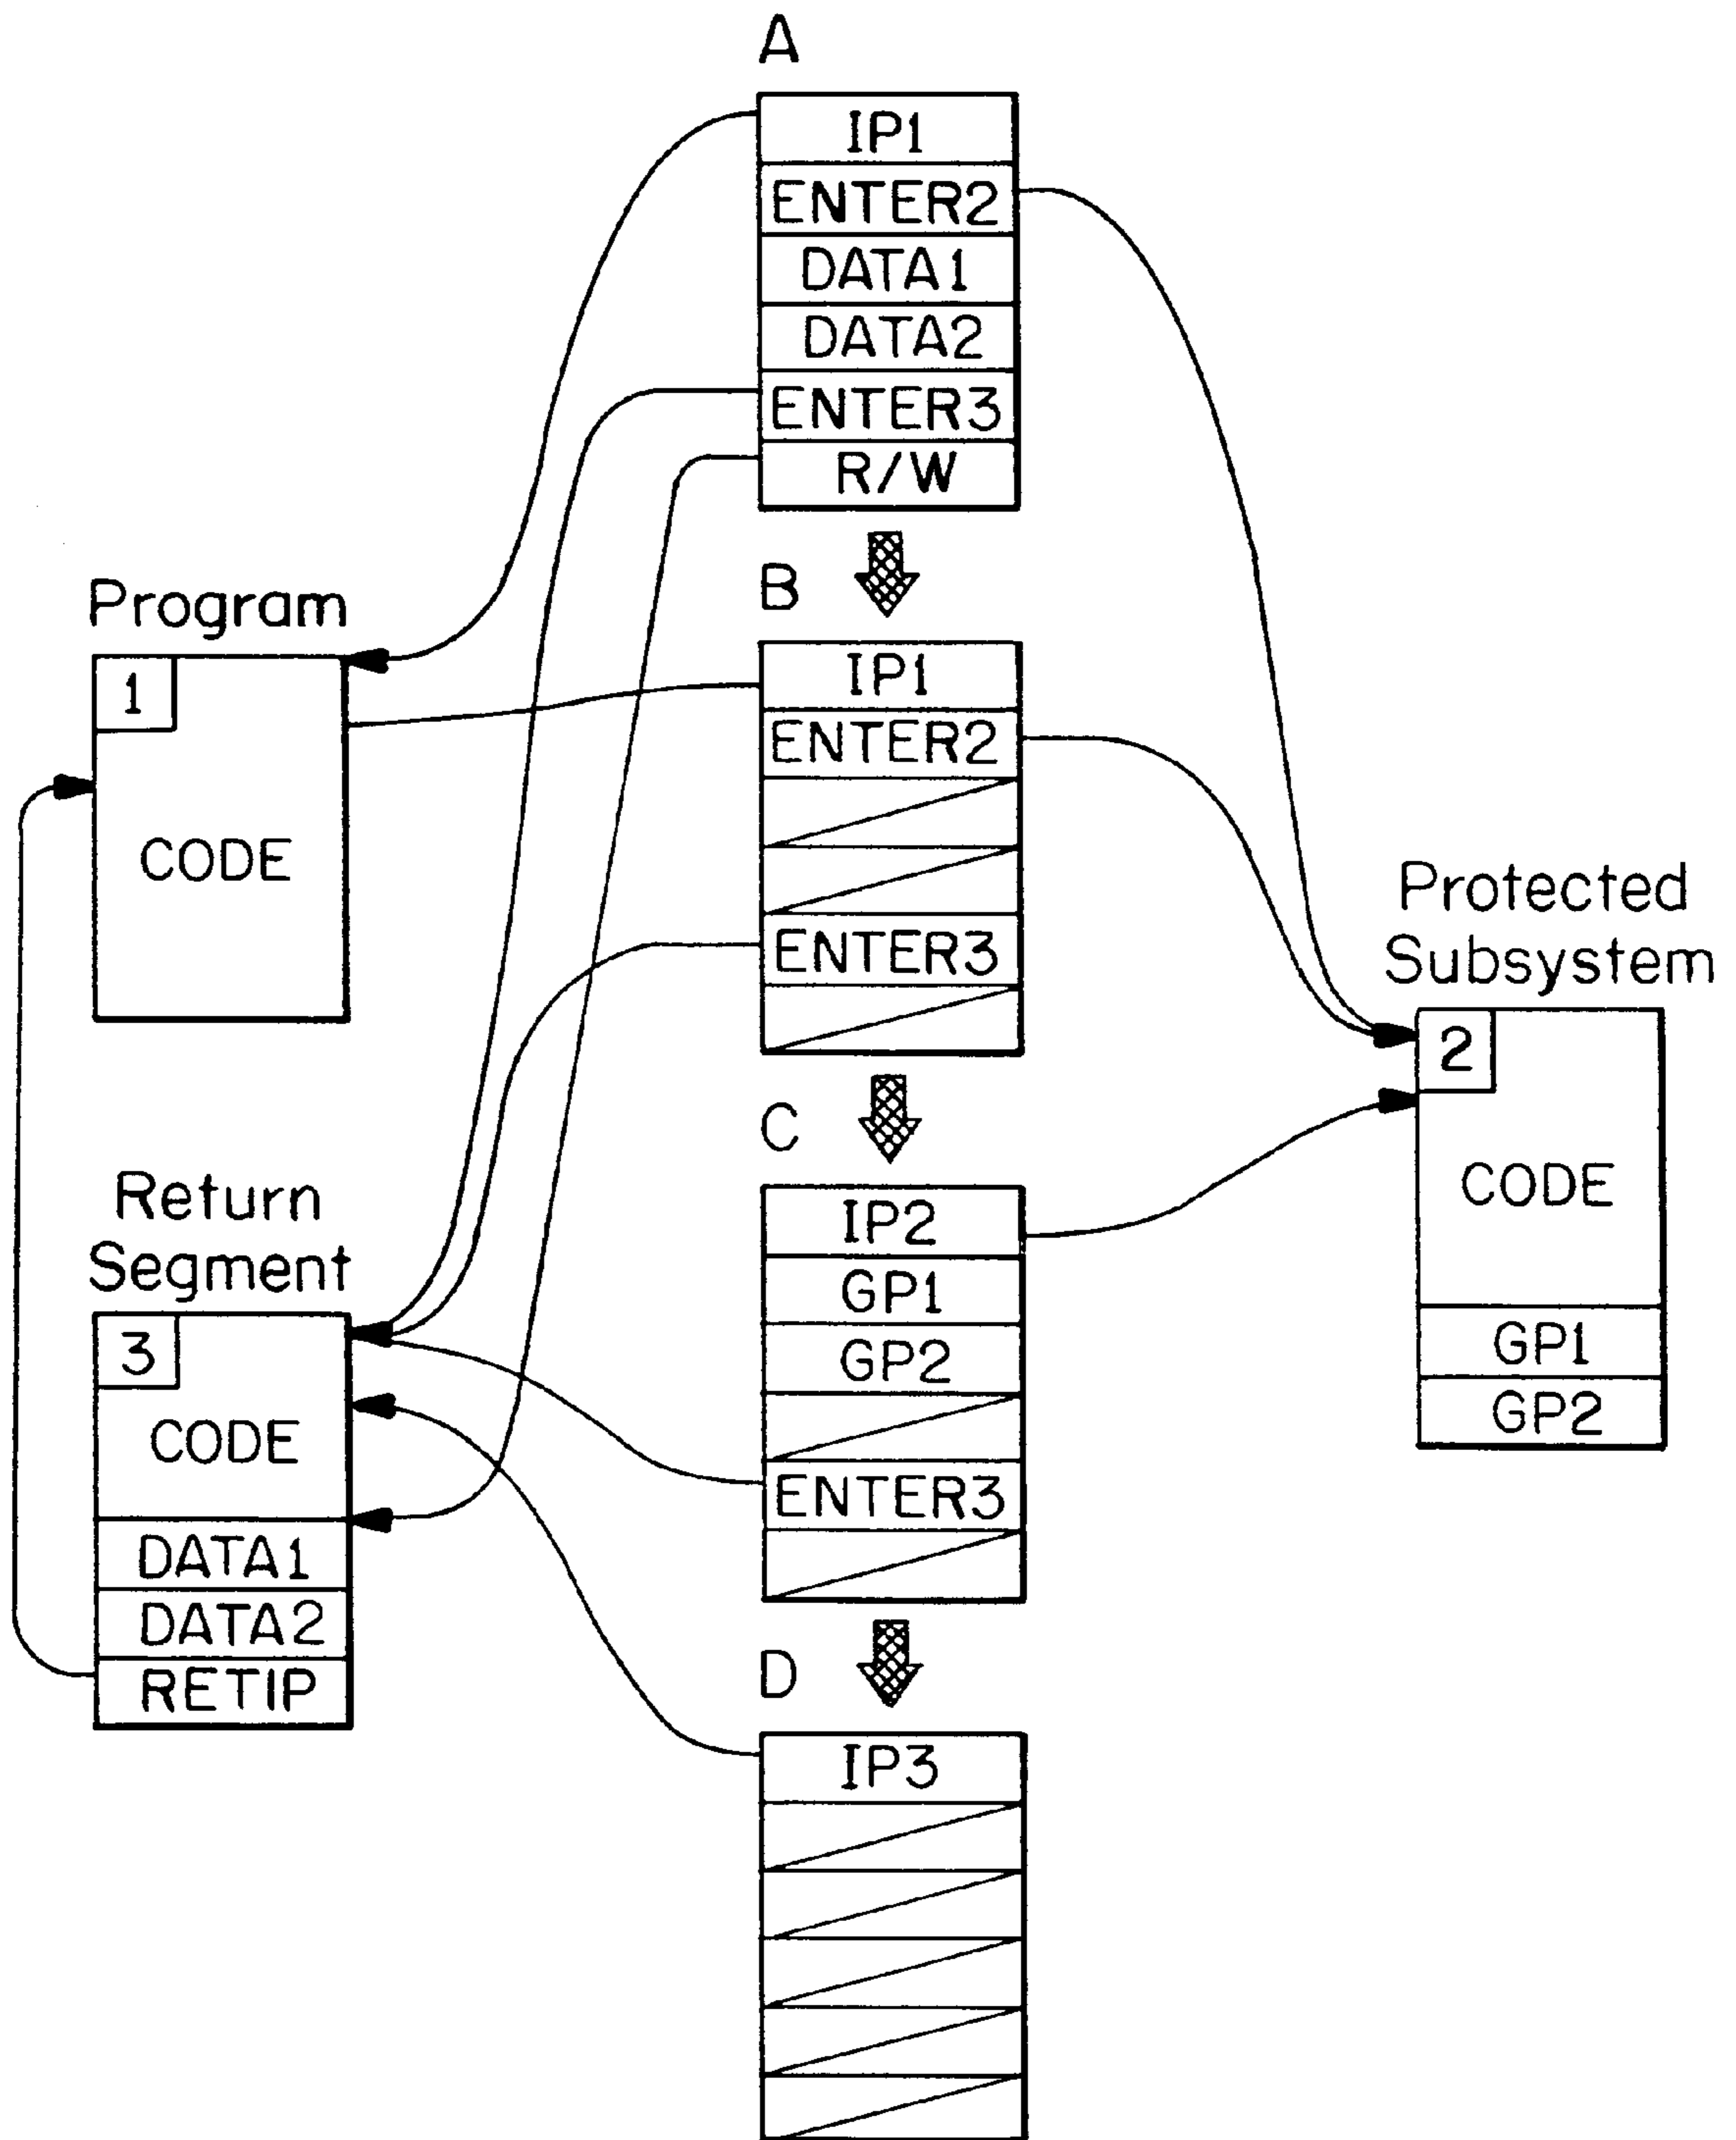 A
IP1
ENTER2
DATA1
DATA2
ENTER3
R/W
B
IP1
ENTER2
ENTER3
C
IP2
GP1
GP2
ENTER3
D
IP3
Program
1
CODE
Return
Segment
3
CODE
DATA1
DATA2
RETIP
Protected
Subsystem
2
CODE
GP1
GP2